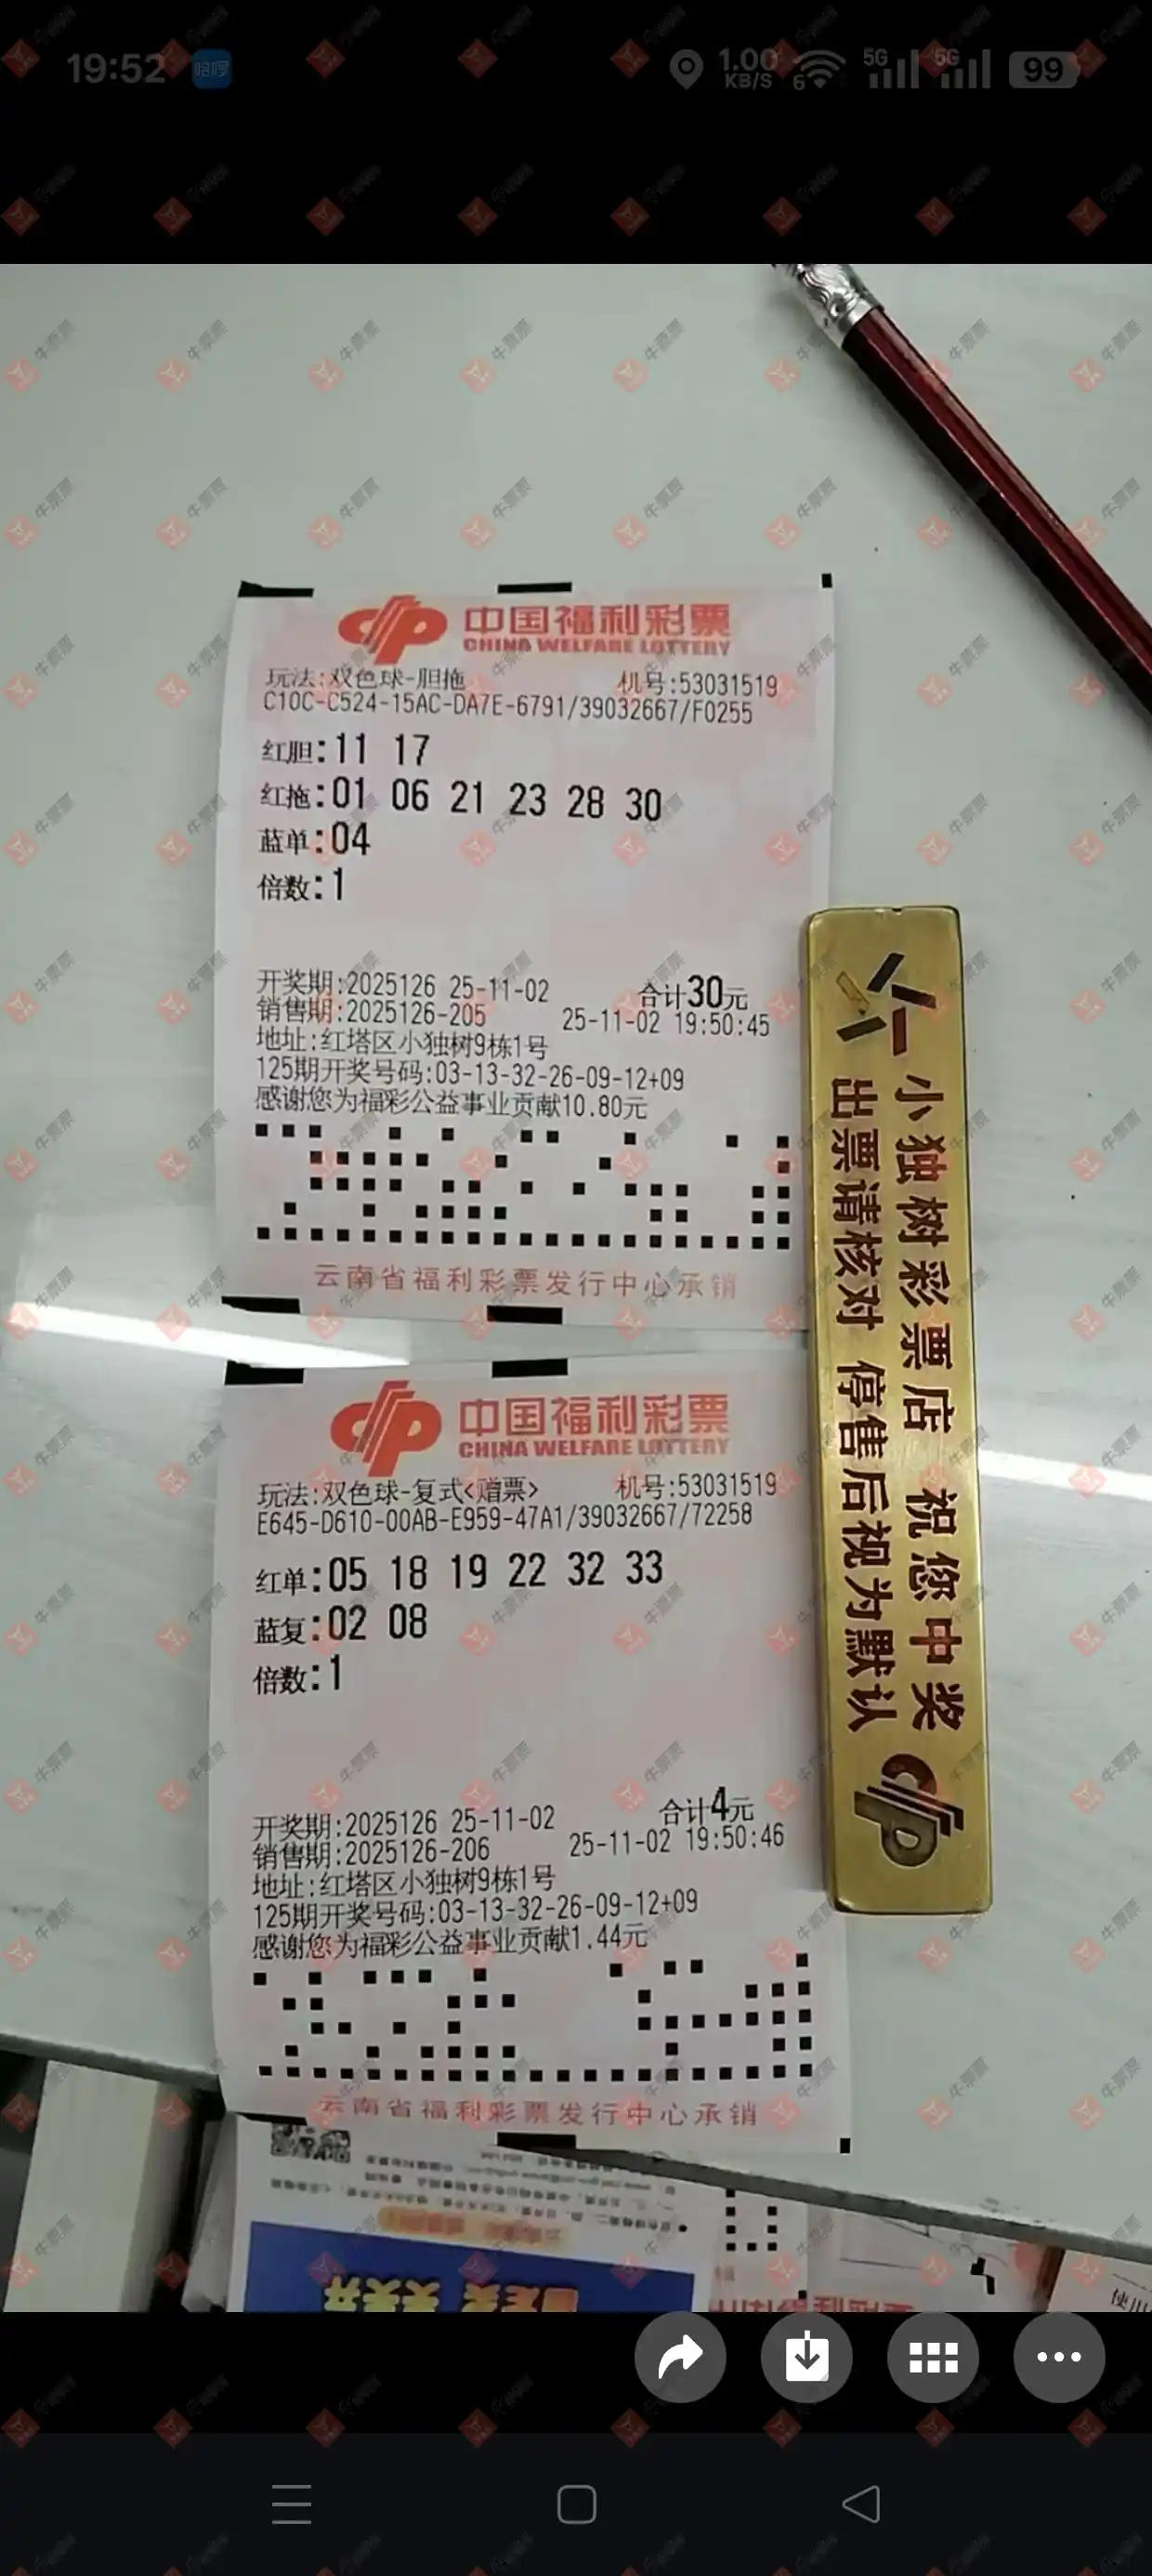 19:52
哈啰
1.00 KB/S
6
5G
5G
99
中国福利彩票
CHINA WELFARE LOTTERY
玩法:双色球-胆拖 机号:53031519
C10C-C524-15AC-DA7E-6791/39032667/F0255
红胆:11 17
红拖:01 06 21 23 28 30
蓝单:04
倍数:1
开奖期:2025126 25-11-02 合计30元
销售期:2025126-205 25-11-02 19:50:45
地址:红塔区小独树9栋1号
125期开奖号码:03-13-32-26-09-12+09
感谢您为福彩公益事业贡献10.80元
云南省福利彩票发行中心承销
小独树彩票店 祝您中奖
出票请核对 停售后视为默认
中国福利彩票
CHINA WELFARE LOTTERY
玩法:双色球-复式<赠票> 机号:53031519
E645-D610-00AB-E959-47A1/39032667/72258
红单:05 18 19 22 32 33
蓝复:02 08
倍数:1
开奖期:2025126 25-11-02 合计4元
销售期:2025126-206 25-11-02 19:50:46
地址:红塔区小独树9栋1号
125期开奖号码:03-13-32-26-09-12+09
感谢您为福彩公益事业贡献1.44元
云南省福利彩票发行中心承销
使用
牛票票